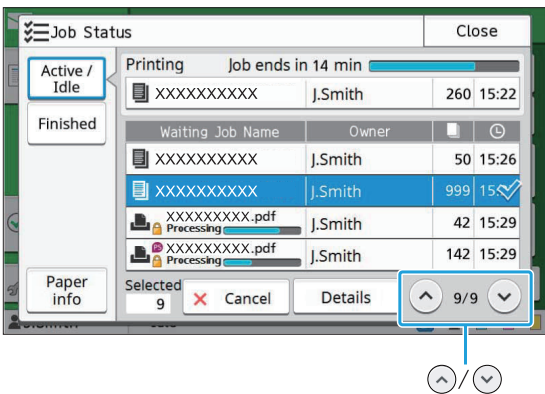 Job Status
Close
Active / Idle
Finished
Paper info
Printing Job ends in 14 min
XXXXXXXXXX J.Smith 260 15:22
Waiting Job Name Owner
XXXXXXXXXX J.Smith 50 15:26
XXXXXXXXXX J.Smith 999
XXXXXXXXX.pdf J.Smith 42 15:29
Processing
PS XXXXXXXXX.pdf J.Smith 142 15:29
Processing
Selected 9
Cancel
Details
9/9
/